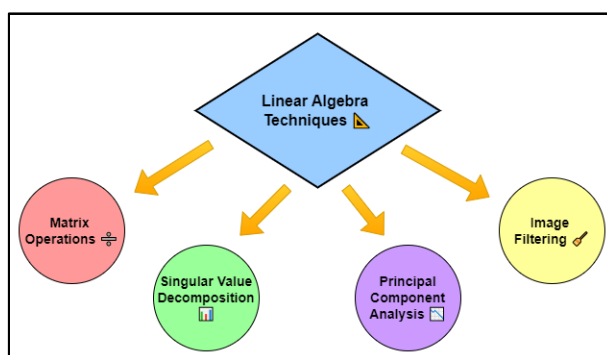 Linear Algebra
Techniques 📐
Matrix
Operations ➗
Singular Value
Decomposition
📊
Principal
Component
Analysis 📉
Image
Filtering 🖌️